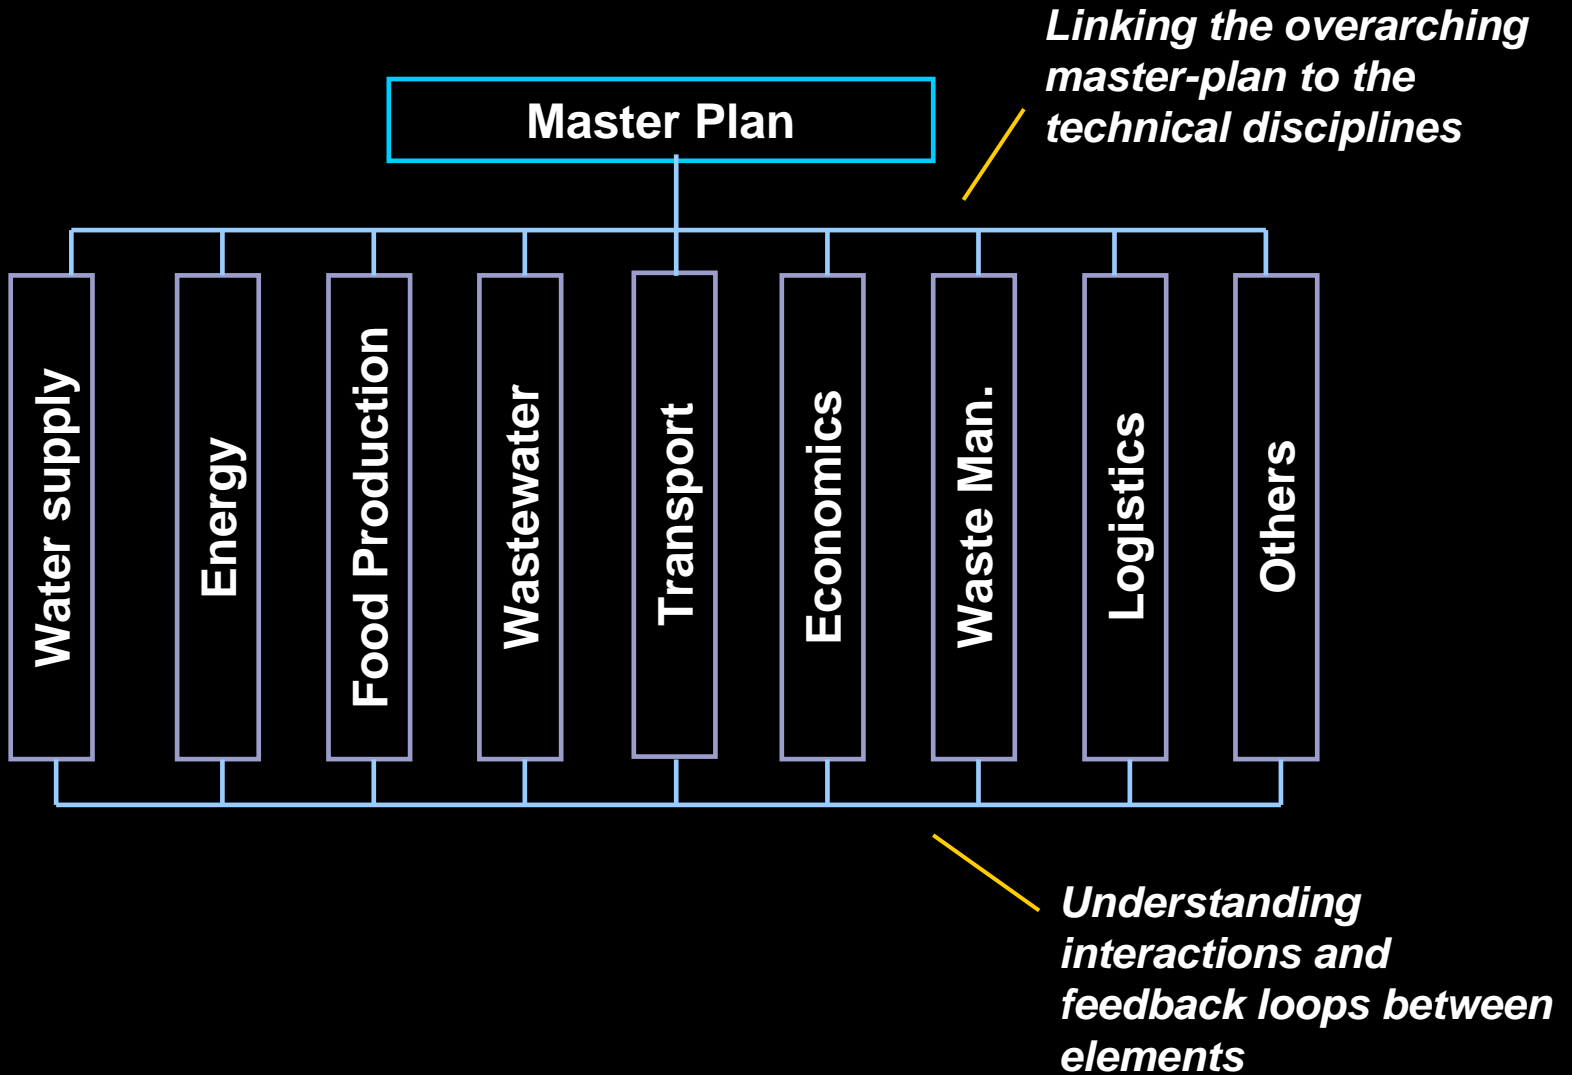 Linking the overarching
master-plan to the
technical disciplines
Master Plan
Water supply
Energy
Food Production
Wastewater
Transport
Economics
Waste Man.
Logistics
Others
Understanding
interactions and
feedback loops between
elements